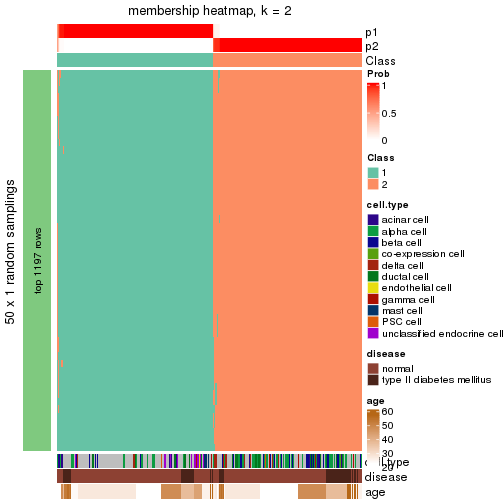 membership heatmap, k = 2
p1
p2
Class
50 x 1 random samplings
top 1197 rows
Prob
1
0.5
0
Class
1
2
cell.type
acinar cell
alpha cell
beta cell
co-expression cell
delta cell
ductal cell
endothelial cell
gamma cell
mast cell
PSC cell
unclassified endocrine cell
disease
normal
type II diabetes mellitus
age
60
50
40
30
20
cell.type
disease
age